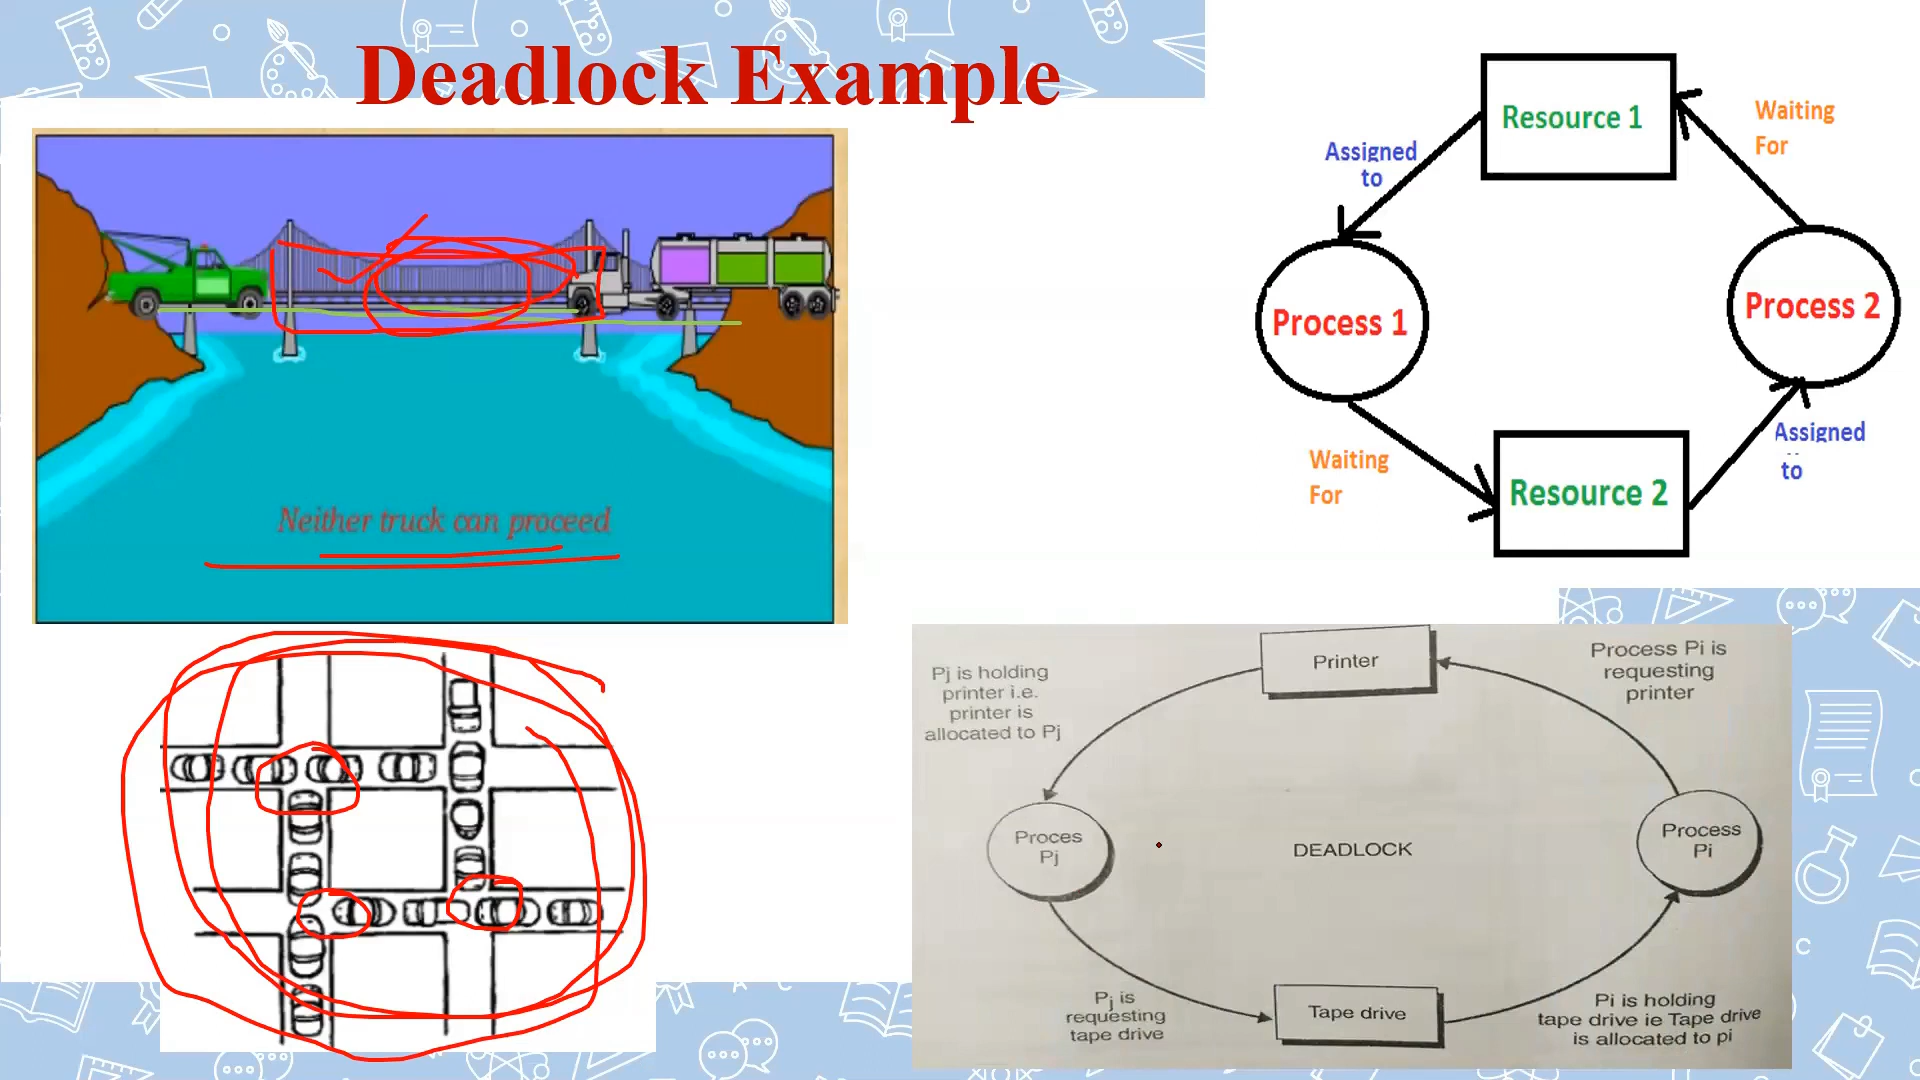 Deadlock Example
Neither truck can proceed
Resource 1
Assigned
to
Waiting
For
Process 1
Process 2
Waiting
For
Resource 2
Assigned
to
Printer
Pj is holding
printer i.e.
printer is
allocated to Pj
Process Pi is
requesting
printer
Proces
Pj
DEADLOCK
Process
Pi
Pj is
requesting
tape drive
Tape drive
Pi is holding
tape drive ie Tape drive
is allocated to pi